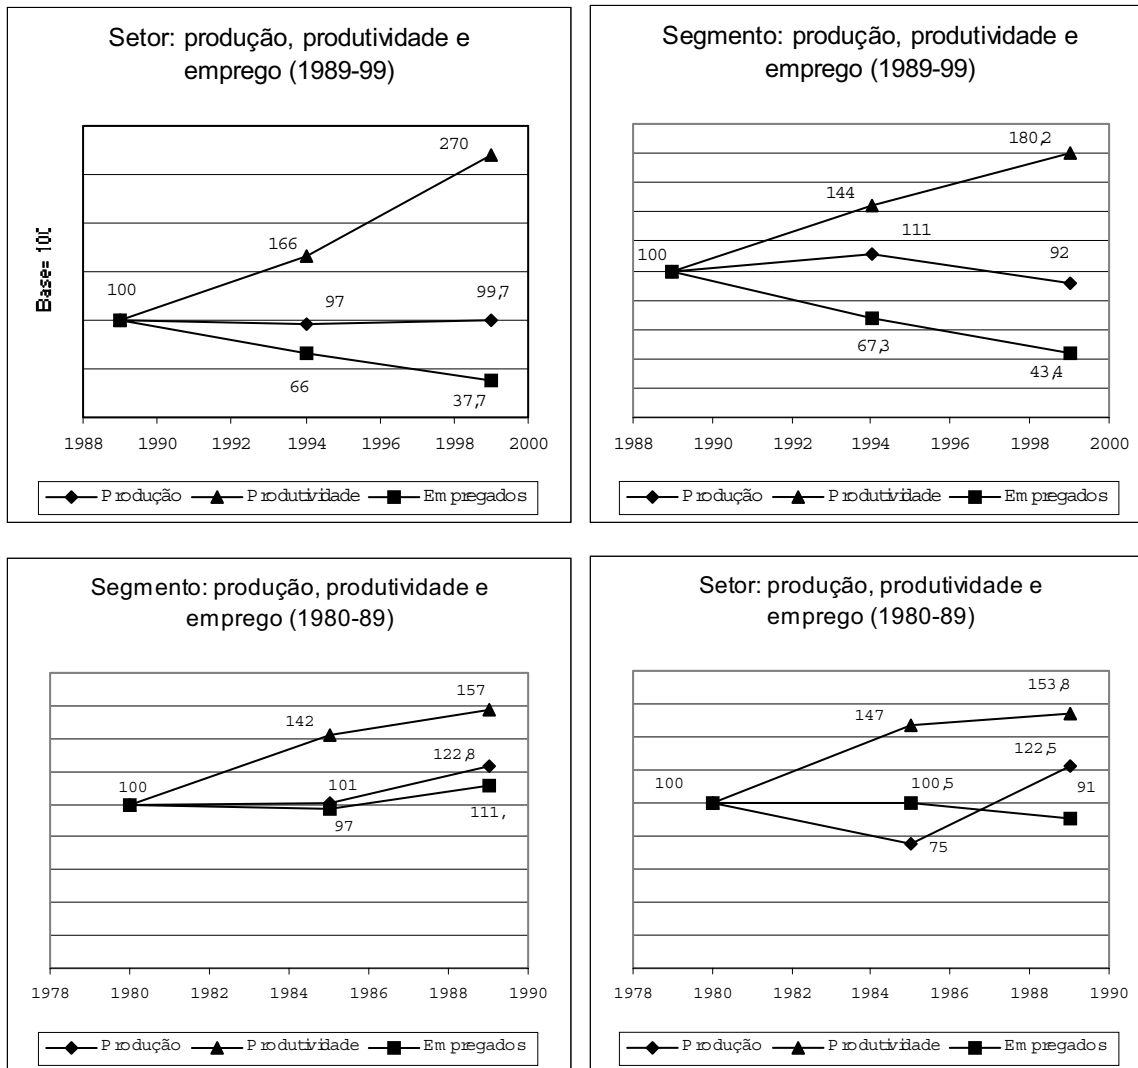 Setor: produção, produtividade e
emprego (1989-99)
Base= 100
270
166
100
97
99,7
66
37,7
1988 1990 1992 1994 1996 1998 2000
Produção Produtividade Empregados
Segmento: produção, produtividade e
emprego (1989-99)
180,2
144
111
100
92
67,3
43,4
1988 1990 1992 1994 1996 1998 2000
Produção Produtividade Empregados
Segmento: produção, produtividade e
emprego (1980-89)
157
142
122,8
100
101
97
111,
1978 1980 1982 1984 1986 1988 1990
Produção Produtividade Empregados
Setor: produção, produtividade e
emprego (1980-89)
153,8
147
122,5
100
100,5
91
75
1978 1980 1982 1984 1986 1988 1990
Produção Produtividade Empregados